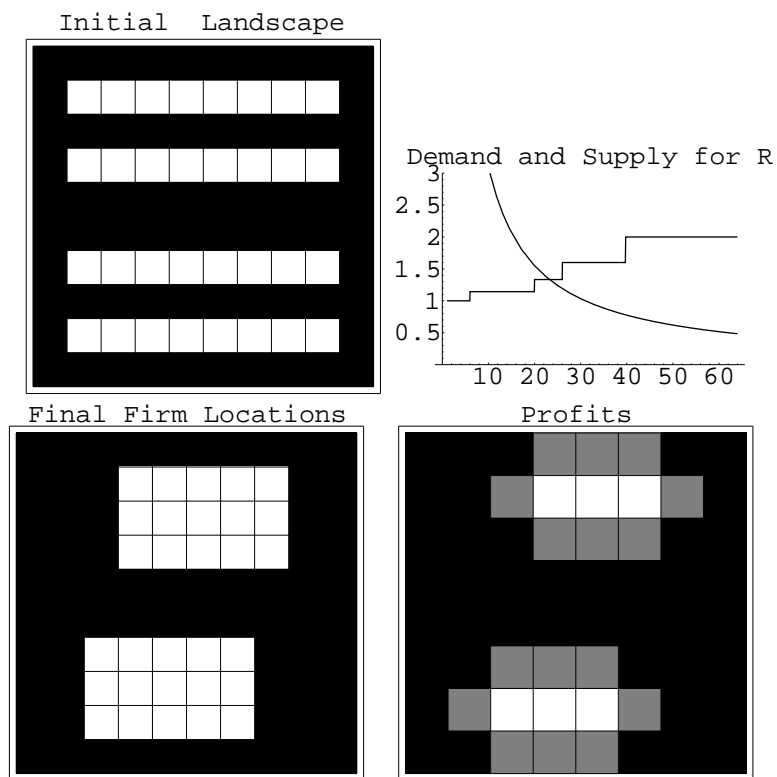 Initial Landscape
Demand and Supply for R
3
2.5
2
1.5
1
0.5
10 20 30 40 50 60
Final Firm Locations
Profits